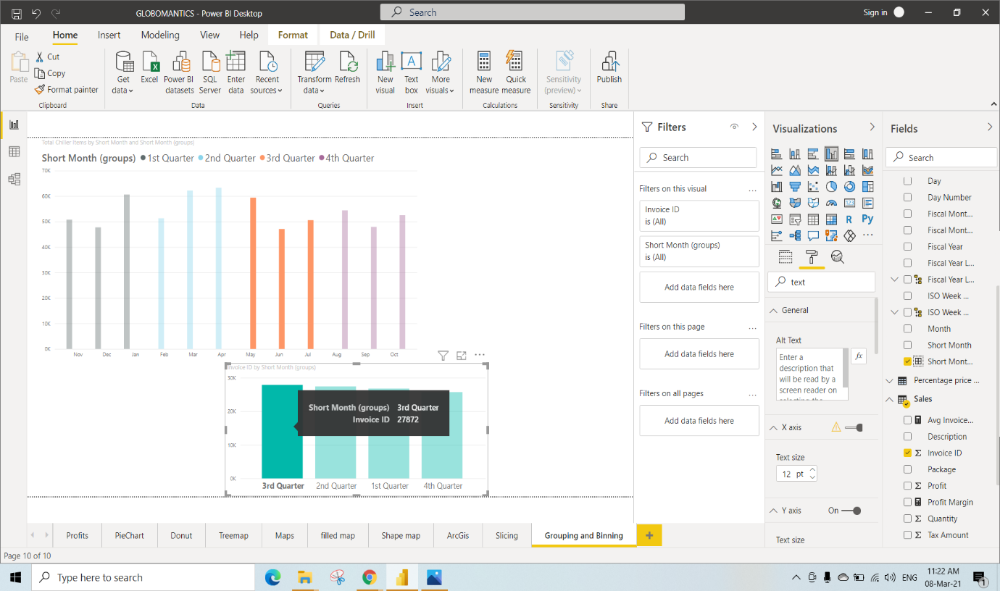 GLOBOMANTICS - Power BI Desktop
Search
Sign in
File
Home
Insert
Modeling
View
Help
Format
Data / Drill
Paste
Cut
Copy
Format painter
Clipboard
Get data
Excel
Power BI datasets
SQL Server
Enter data
Recent sources
Data
Transform data
Refresh
Queries
New visual
Text box
More visuals
Insert
New measure
Quick measure
Calculations
Sensitivity (preview)
Sensitivity
Publish
Share
Total Chiller Items by Short Month and Short Month (groups)
Short Month (groups) 1st Quarter 2nd Quarter 3rd Quarter 4th Quarter
70K
60K
50K
40K
30K
20K
10K
0K
Nov Dec Jan Feb Mar Apr May Jun Jul Aug Sep Oct
Invoice ID by Short Month (groups)
30K
20K
10K
0K
Short Month (groups) 3rd Quarter
Invoice ID 27872
3rd Quarter 2nd Quarter 1st Quarter 4th Quarter
Filters
Search
Filters on this visual ...
Invoice ID
is (All)
Short Month (groups)
is (All)
Add data fields here
Filters on this page ...
Add data fields here
Filters on all pages ...
Add data fields here
Visualizations
R Py
...
text
General
Alt Text
Enter a
description that
will be read by a
screen reader on
fx
X axis
Text size
12 pt
Y axis On
Text size
Fields
Search
Day
Day Number
Fiscal Mont...
Fiscal Mont...
Fiscal Year
Fiscal Year L...
Fiscal Year L...
ISO Week ...
ISO Week ...
Month
Short Month
Short Mont...
Percentage price ...
Sales
Avg Invoice...
Description
Invoice ID
Package
Profit
Profit Margin
Quantity
Tax Amount
Profits
PieChart
Donut
Treemap
Maps
filled map
Shape map
ArcGis
Slicing
Grouping and Binning
+
Page 10 of 10
Type here to search
ENG
11:22 AM
08-Mar-21
1